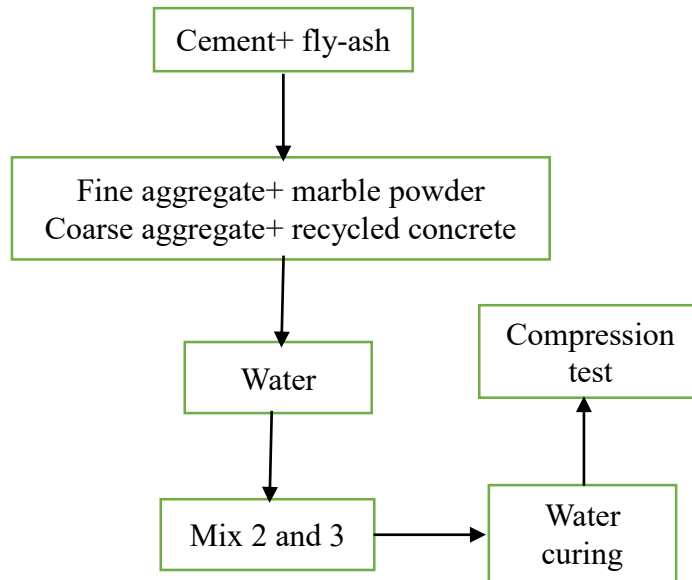 Cement+ fly-ash
Fine aggregate+ marble powder
Coarse aggregate+ recycled concrete
Water
Mix 2 and 3
Water
curing
Compression
test